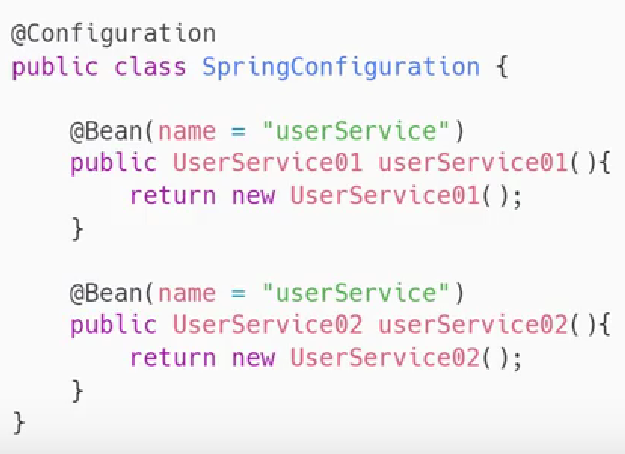 @Configuration
public class SpringConfiguration {
@Bean(name = "userService")
public UserService01 userService01(){
return new UserService01();
}
@Bean(name = "userService")
public UserService02 userService02(){
return new UserService02();
}
}